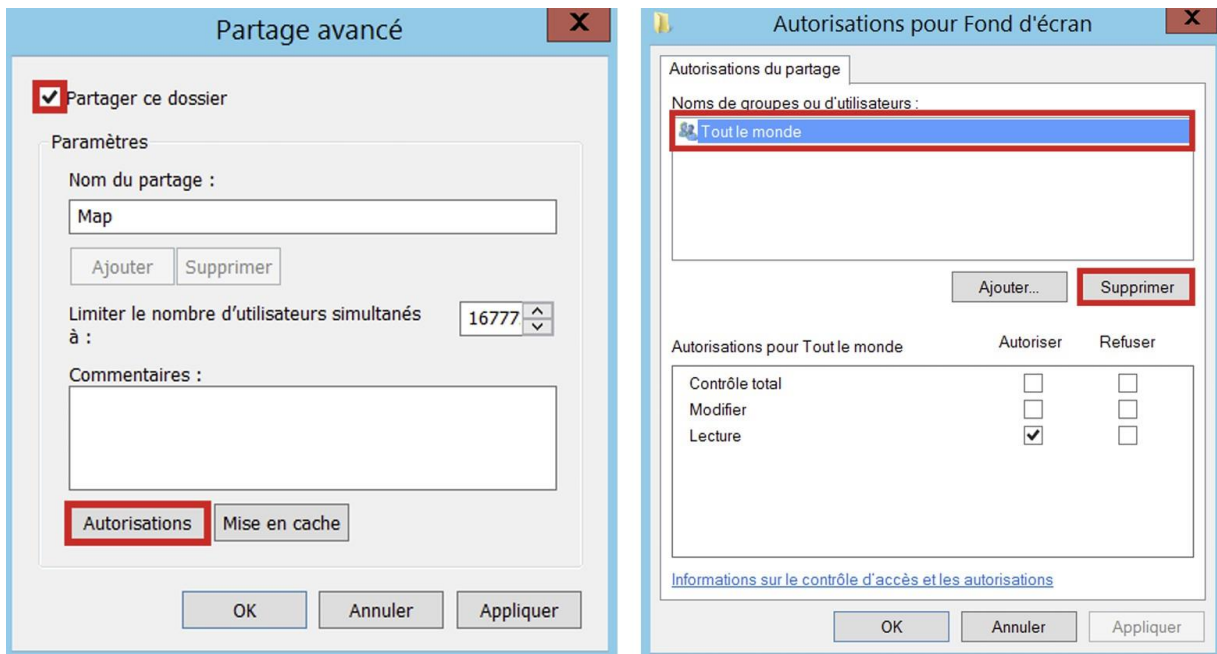 Partage avancé
X
Partager ce dossier
Paramètres
Nom du partage :
Map
Ajouter
Supprimer
Limiter le nombre d'utilisateurs simultanés
à :
16777
Commentaires :
Autorisations
Mise en cache
OK
Annuler
Appliquer
Autorisations pour Fond d'écran
X
Autorisations du partage
Noms de groupes ou d'utilisateurs :
Tout le monde
Ajouter...
Supprimer
Autorisations pour Tout le monde
Autoriser
Refuser
Contrôle total
Modifier
Lecture
Informations sur le contrôle d'accès et les autorisations
OK
Annuler
Appliquer